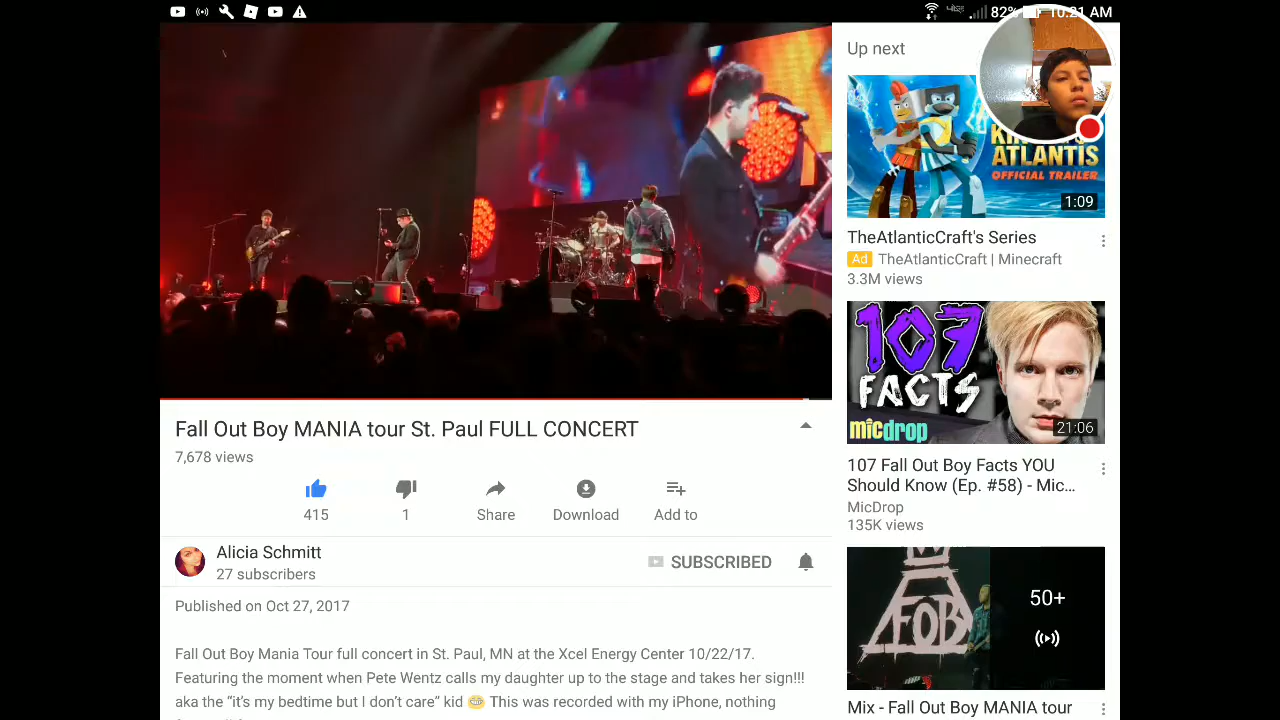 82% 10:21 AM
Up next
ATLANTIS
OFFICIAL TRAILER
1:09
TheAtlanticCraft's Series
Ad TheAtlanticCraft | Minecraft
3.3M views
107
FACTS
micdrop
21:06
107 Fall Out Boy Facts YOU
Should Know (Ep. #58) - Mic...
MicDrop
135K views
FOB
50+
Mix - Fall Out Boy MANIA tour
Fall Out Boy MANIA tour St. Paul FULL CONCERT
7,678 views
415
1
Share
Download
Add to
Alicia Schmitt
27 subscribers
SUBSCRIBED
Published on Oct 27, 2017
Fall Out Boy Mania Tour full concert in St. Paul, MN at the Xcel Energy Center 10/22/17.
Featuring the moment when Pete Wentz calls my daughter up to the stage and takes her sign!!!
aka the “it's my bedtime but I don't care” kid 😁 This was recorded with my iPhone, nothing